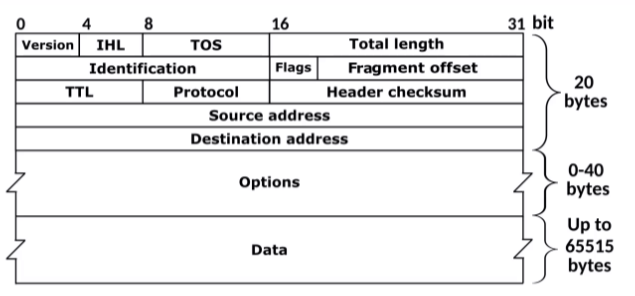 0 4 8 16 31 bit
Version IHL TOS Total length
Identification Flags Fragment offset
TTL Protocol Header checksum
Source address
Destination address
20
bytes
Options
0-40
bytes
Data
Up to
65515
bytes